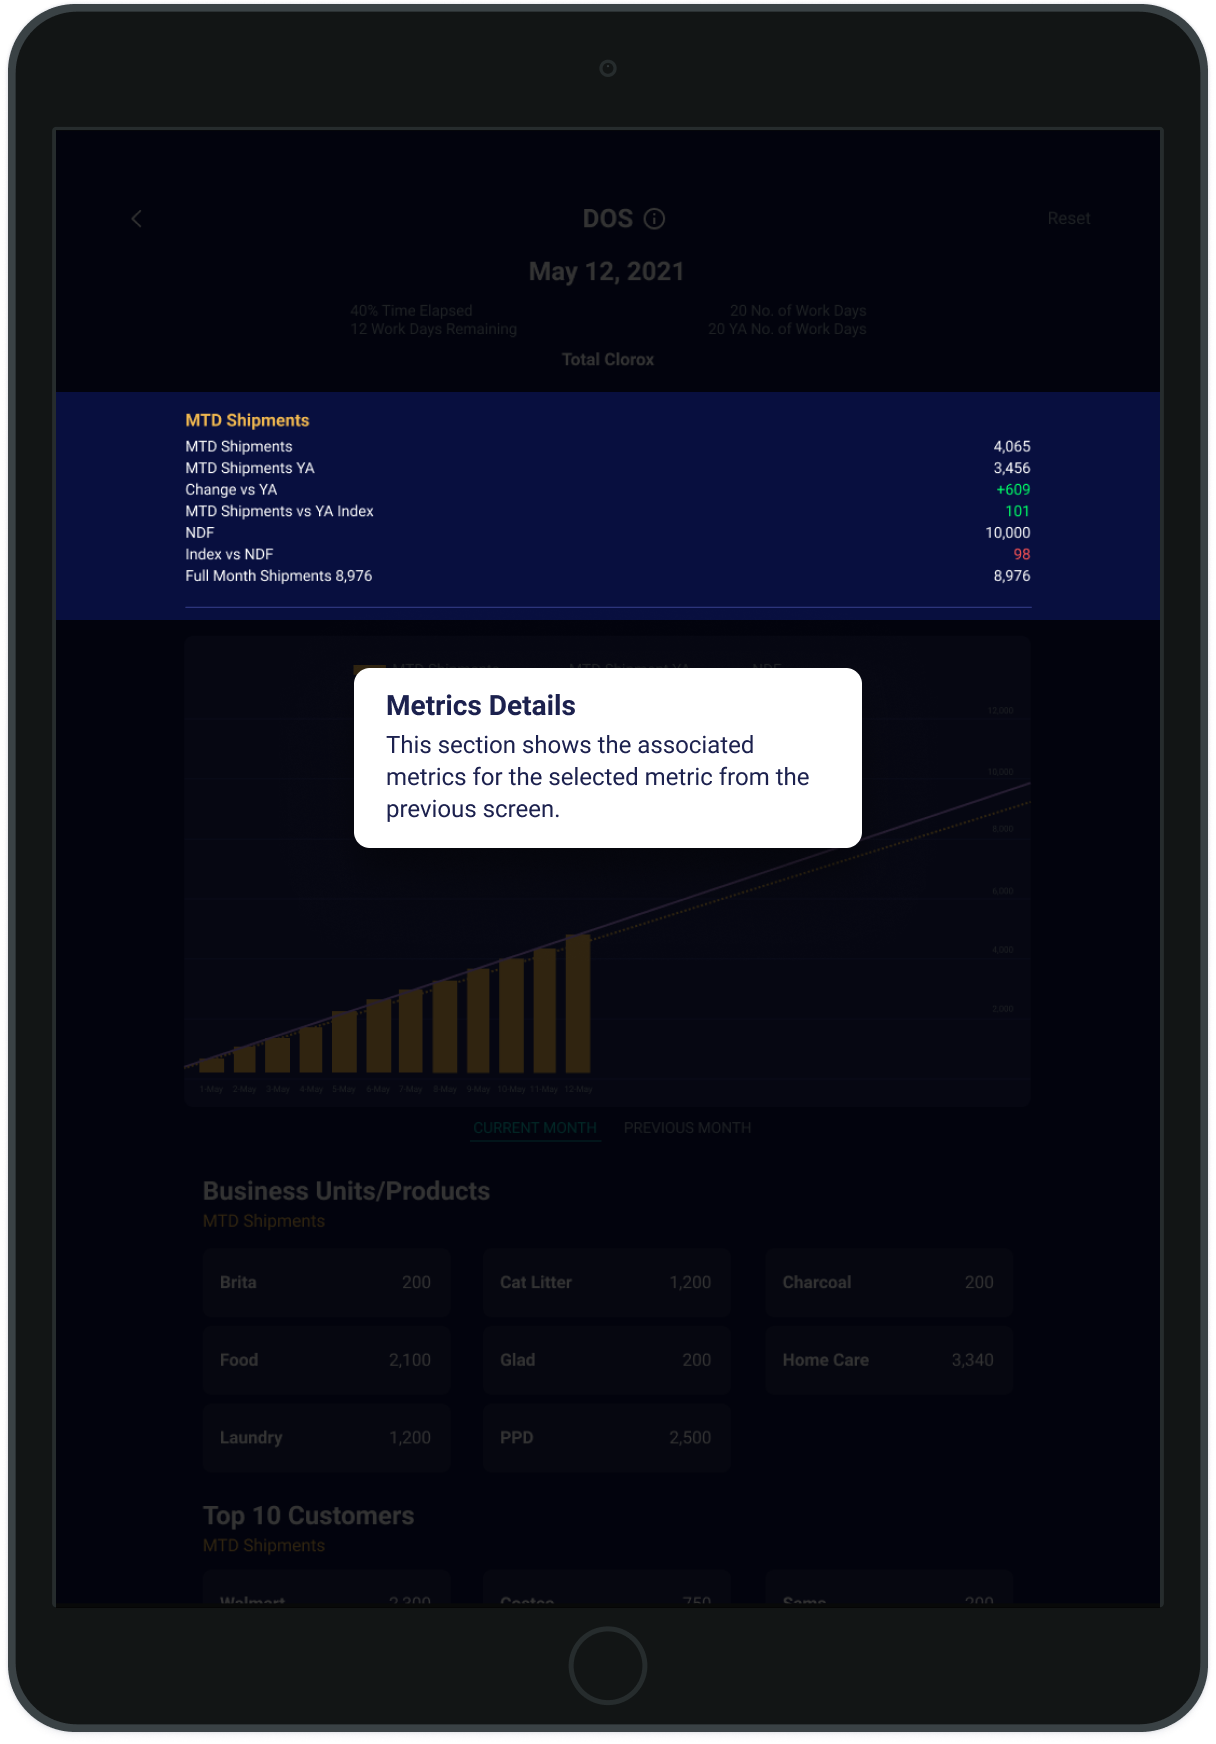 DOS
Reset
May 12, 2021
40% Time Elapsed
20 No. of Work Days
12 Work Days Remaining
20 YA No. of Work Days
Total Clorox
MTD Shipments
MTD Shipments 4,065
MTD Shipments YA 3,456
Change vs YA +609
MTD Shipments vs YA Index 101
NDF 10,000
Index vs NDF 98
Full Month Shipments 8,976 8,976
MTD Shipments MTD Shipment YA NDF
Metrics Details
This section shows the associated
metrics for the selected metric from the
previous screen.
12,000
10,000
8,000
6,000
4,000
2,000
1-May 2-May 3-May 4-May 5-May 6-May 7-May 8-May 9-May 10-May 11-May 12-May
CURRENT MONTH PREVIOUS MONTH
Business Units/Products
MTD Shipments
Brita 200 Cat Litter 1,200 Charcoal 200
Food 2,100 Glad 200 Home Care 3,340
Laundry 1,200 PPD 2,500
Top 10 Customers
MTD Shipments
Walmart 2,300 Costco 750 Sams 200